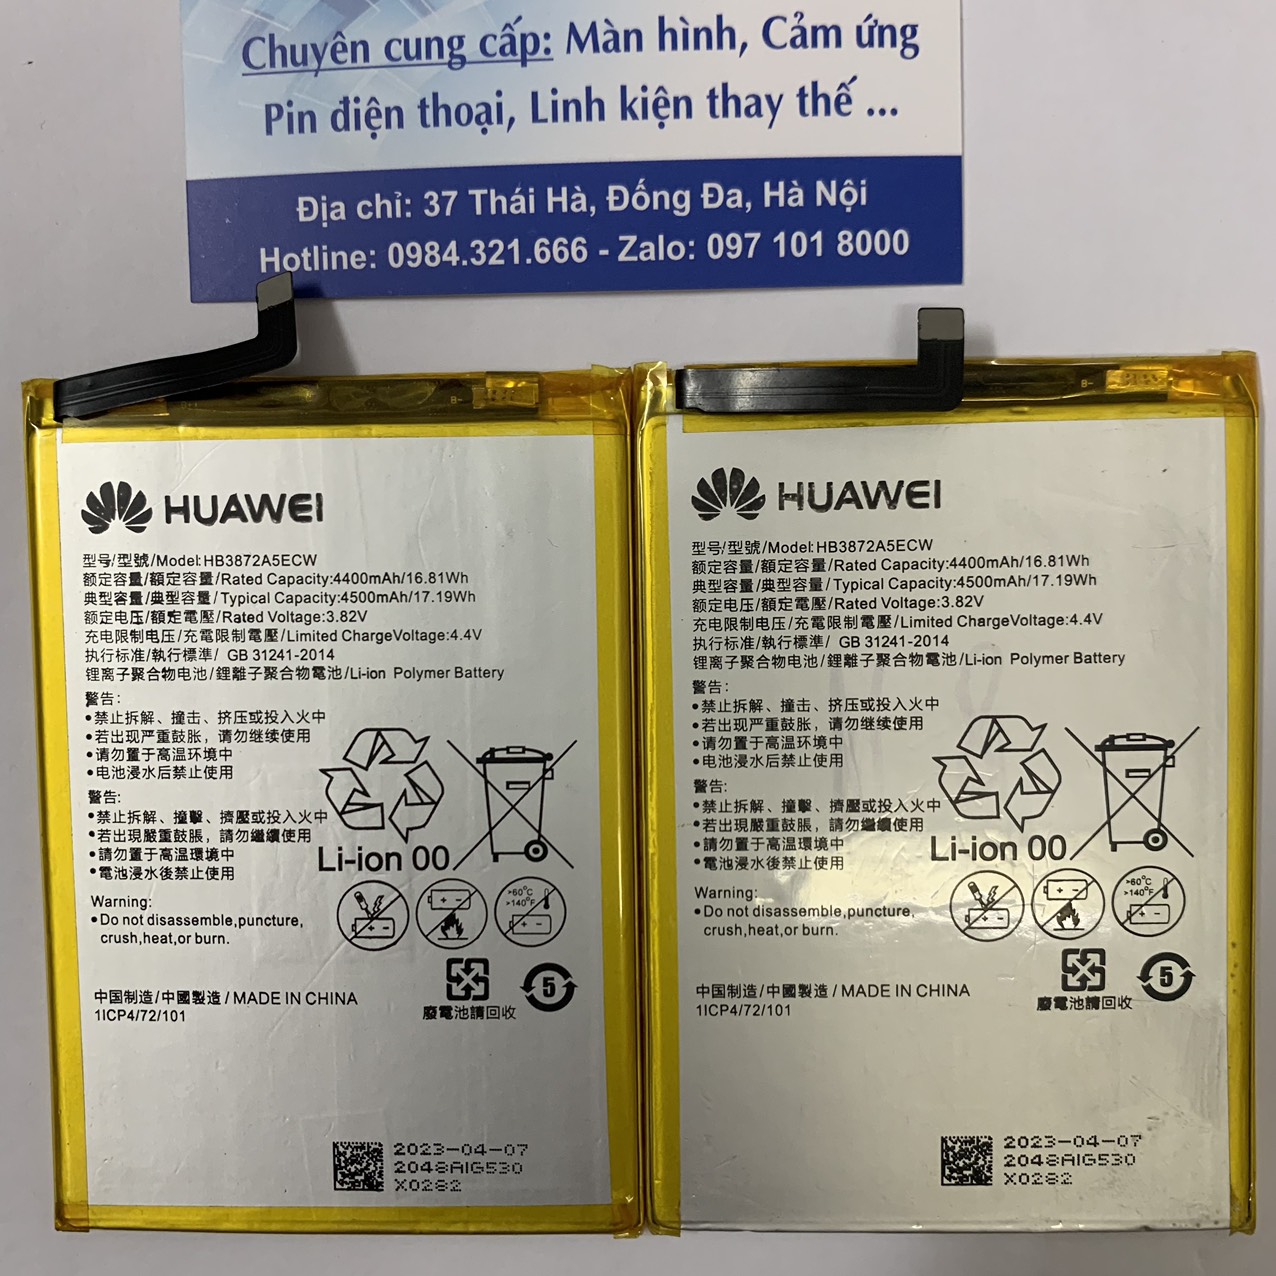 Chuyên cung cấp: Màn hình, Cảm ứng
Pin điện thoại, Linh kiện thay thế ...
Địa chỉ: 37 Thái Hà, Đống Đa, Hà Nội
Hotline: 0984.321.666 - Zalo: 097 101 8000
B-
HUAWEI
型号/型號/Model:HB3872A5ECW
额定容量/額定容量/Rated Capacity:4400mAh/16.81Wh
典型容量/典型容量/Typical Capacity:4500mAh/17.19Wh
额定电压/額定電壓/Rated Voltage:3.82V
充电限制电压/充電限制電壓/Limited ChargeVoltage:4.4V
执行标准/執行標準/ GB 31241-2014
锂离子聚合物电池/鋰離子聚合物電池/Li-ion Polymer Battery
警告:
•禁止拆解、撞击、挤压或投入火中
•若出现严重鼓胀，请勿继续使用
•请勿置于高温环境中
•电池浸水后禁止使用
警告:
•禁止拆解、撞擊、擠壓或投入火中
•若出現嚴重鼓脹，請勿繼續使用
•請勿置于高温環境中
•電池浸水後禁止使用
Li-ion 00
Warning:
•Do not disassemble,puncture,
crush,heat,or burn.
>60°C
>140°F
5
廢電池請回收
中国制造/中國製造/MADE IN CHINA
1ICP4/72/101
2023-04-07
2048AIG530
X0282
B-
HUAWEI
型号/型號/Model:HB3872A5ECW
额定容量/額定容量/Rated Capacity:4400mAh/16.81Wh
典型容量/典型容量/Typical Capacity:4500mAh/17.19Wh
额定电压/額定電壓/Rated Voltage:3.82V
充电限制电压/充電限制電壓/Limited ChargeVoltage:4.4V
执行标准/執行標準/ GB 31241-2014
锂离子聚合物电池/鋰離子聚合物電池/Li-ion Polymer Battery
警告:
•禁止拆解、撞击、挤压或投入火中
•若出现严重鼓胀，请勿继续使用
•请勿置于高温环境中
•电池浸水后禁止使用
警告:
•禁止拆解、撞擊、擠壓或投入火中
•若出現嚴重鼓脹，請勿繼續使用
•請勿置于高温環境中
•電池浸水後禁止使用
Li-ion 00
Warning:
•Do not disassemble,puncture,
crush,heat,or burn.
>60°C
>140°F
5
廢電池請回收
中国制造/中國製造/MADE IN CHINA
1ICP4/72/101
2023-04-07
2048AIG530
X0282